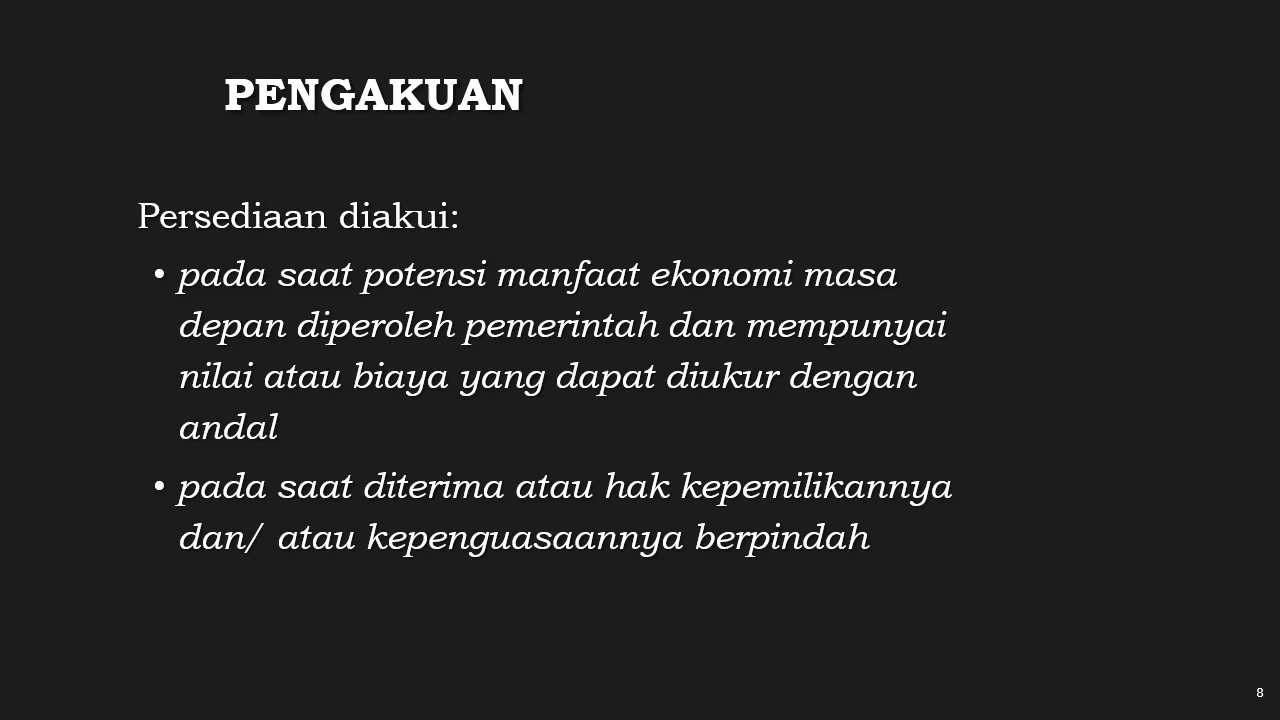 PENGAKUAN
Persediaan diakui:
• pada saat potensi manfaat ekonomi masa
depan diperoleh pemerintah dan mempunyai
nilai atau biaya yang dapat diukur dengan
andal
• pada saat diterima atau hak kepemilikannya
dan/ atau kepenguasaannya berpindah
8